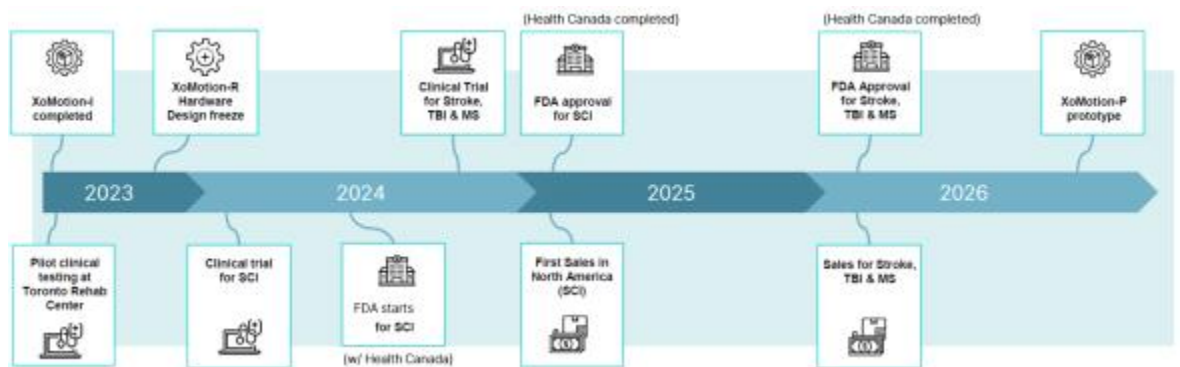 (Health Canada completed)
(Health Canada completed)
XoMotion-I
completed
XoMotion-R
Hardware
Design freeze
Clinical Trial
for Stroke,
TBI & MS
FDA approval
for SCI
FDA Approval
for Stroke,
TBI & MS
XoMotion-P
prototype
2023
2024
2025
2026
Pilot clinical
testing at
Toronto Rehab
Center
Clinical trial
for SCI
FDA starts
for SCI
(w/ Health Canada)
First Sales in
North America
(SCI)
Sales for Stroke,
TBI & MS